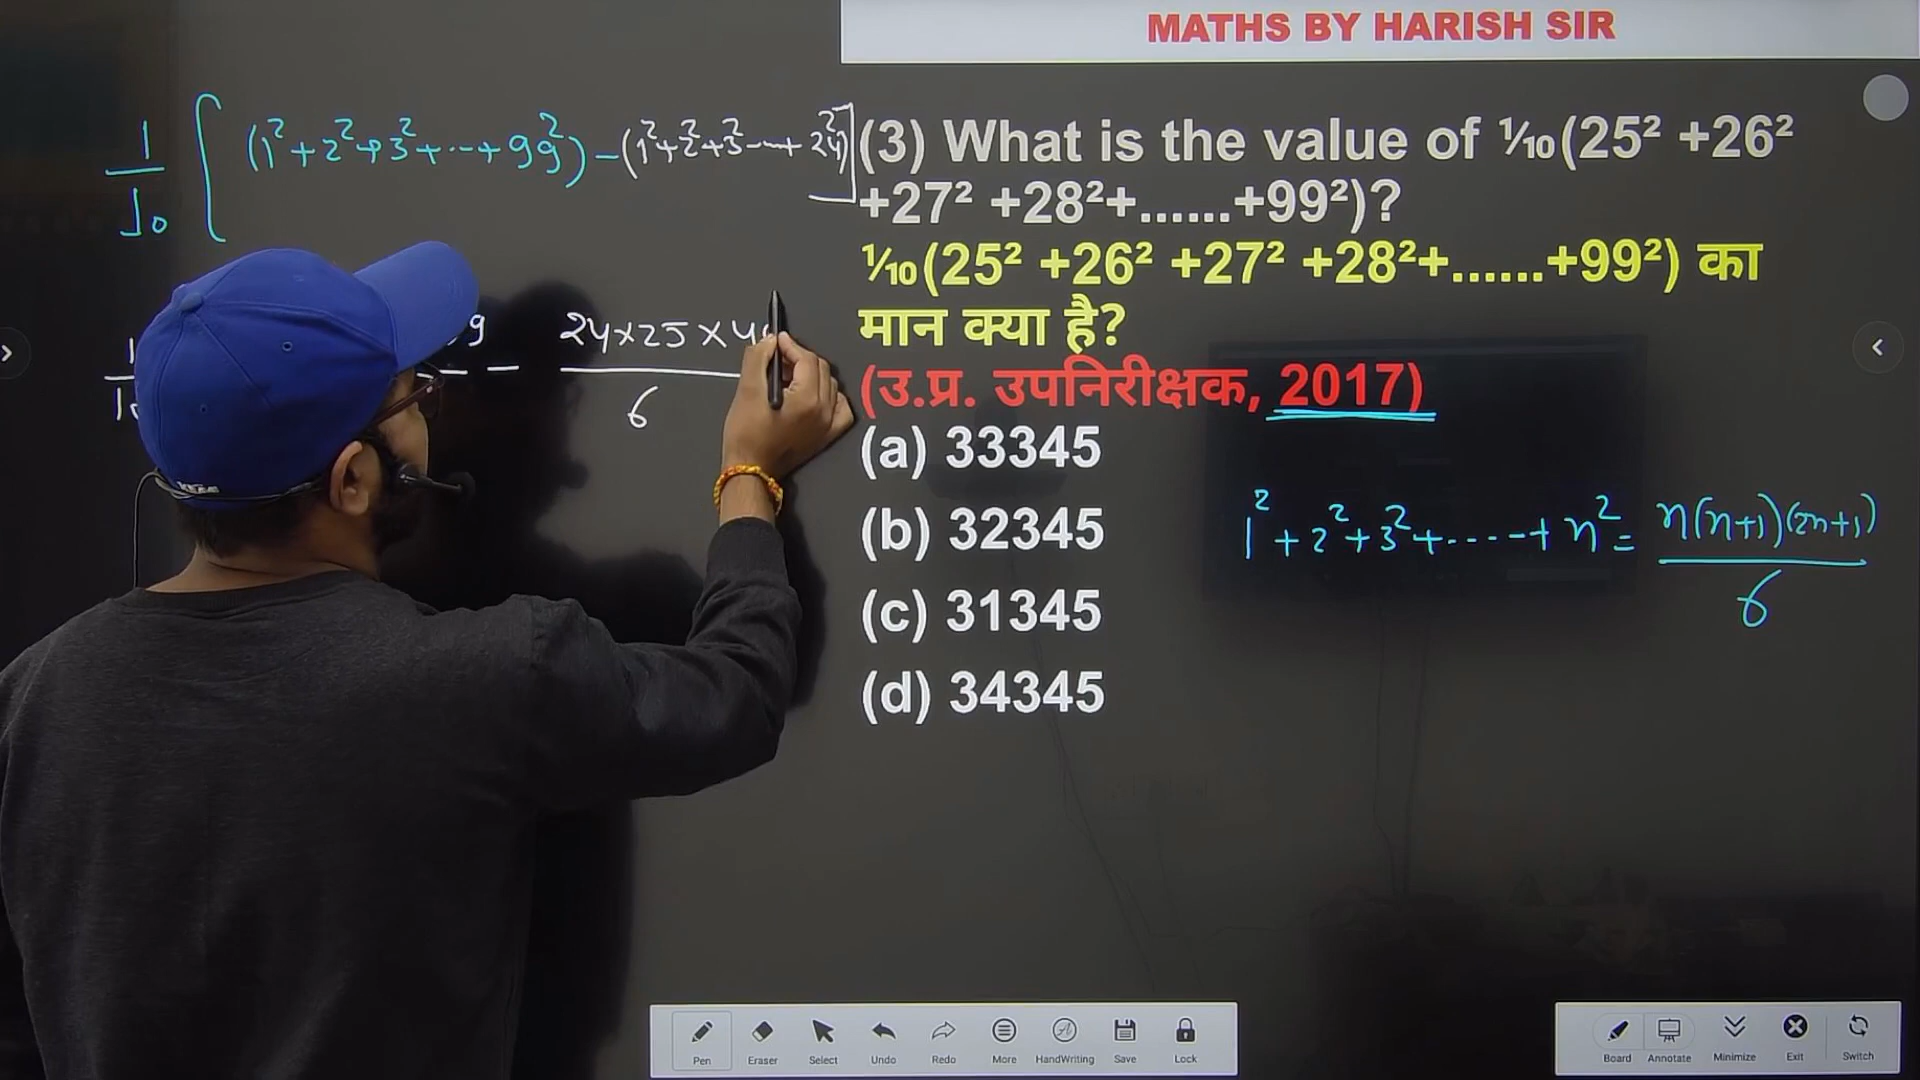 MATHS BY HARISH SIR
1/10 [ (1²+2²+3²+...+99²) - (1²+2²+3²...+24²) ]
(3) What is the value of ⅒(25² +26²
+27² +28²+......+99²)?
⅒(25² +26² +27² +28²+......+99²) का
मान क्या है?
9 - 24×25×4
6
(उ.प्र. उपनिरीक्षक, 2017)
(a) 33345
(b) 32345
(c) 31345
(d) 34345
1²+2²+3²+.....+n² = n(n+1)(2n+1)/6
Pen Eraser Select Undo Redo More HandWriting Save Lock
Board Annotate Minimize Exit Switch